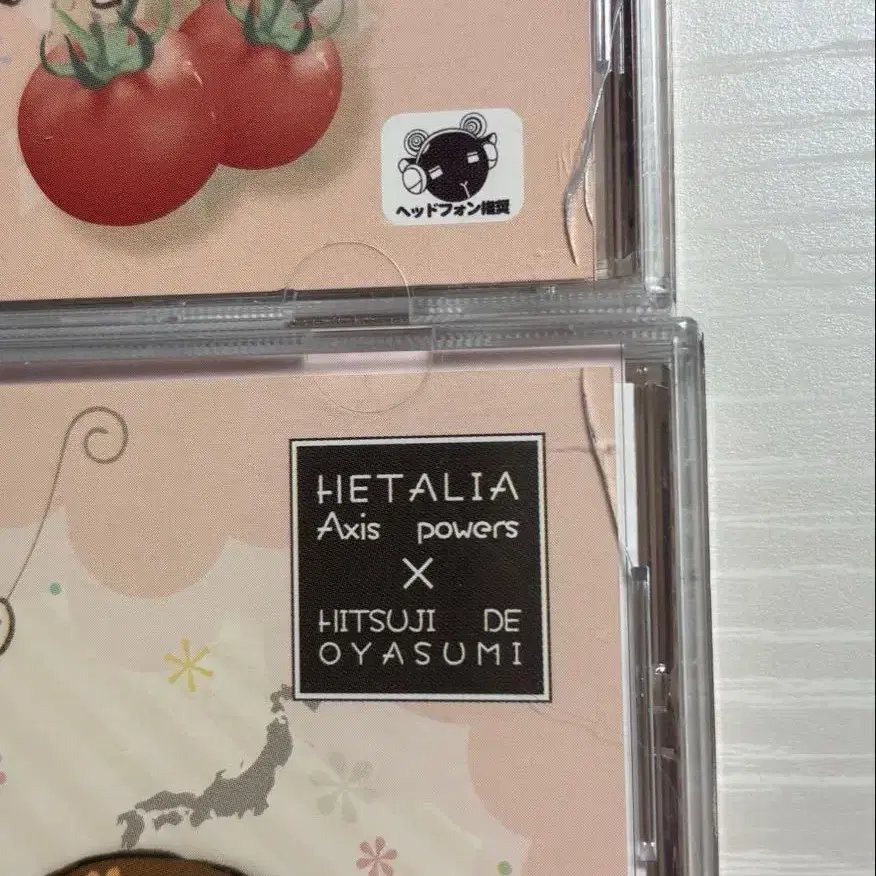 ヘッドフォン推奨
HETALIA
Axis powers
×
HITSUJI DE
OYASUMI